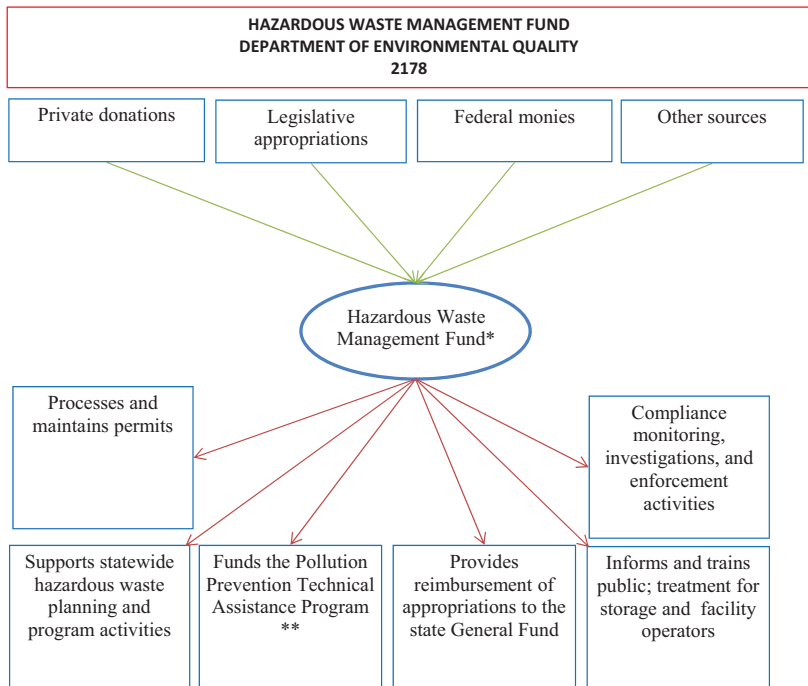 HAZARDOUS WASTE MANAGEMENT FUND
DEPARTMENT OF ENVIRONMENTAL QUALITY
2178
Private donations
Legislative
appropriations
Federal monies
Other sources
Hazardous Waste
Management Fund*
Processes and
maintains permits
Compliance
monitoring,
investigations, and
enforcement
activities
Supports statewide
hazardous waste
planning and
program activities
Funds the Pollution
Prevention Technical
Assistance Program
**
Provides
reimbursement of
appropriations to the
state General Fund
Informs and trains
public; treatment for
storage and facility
operators